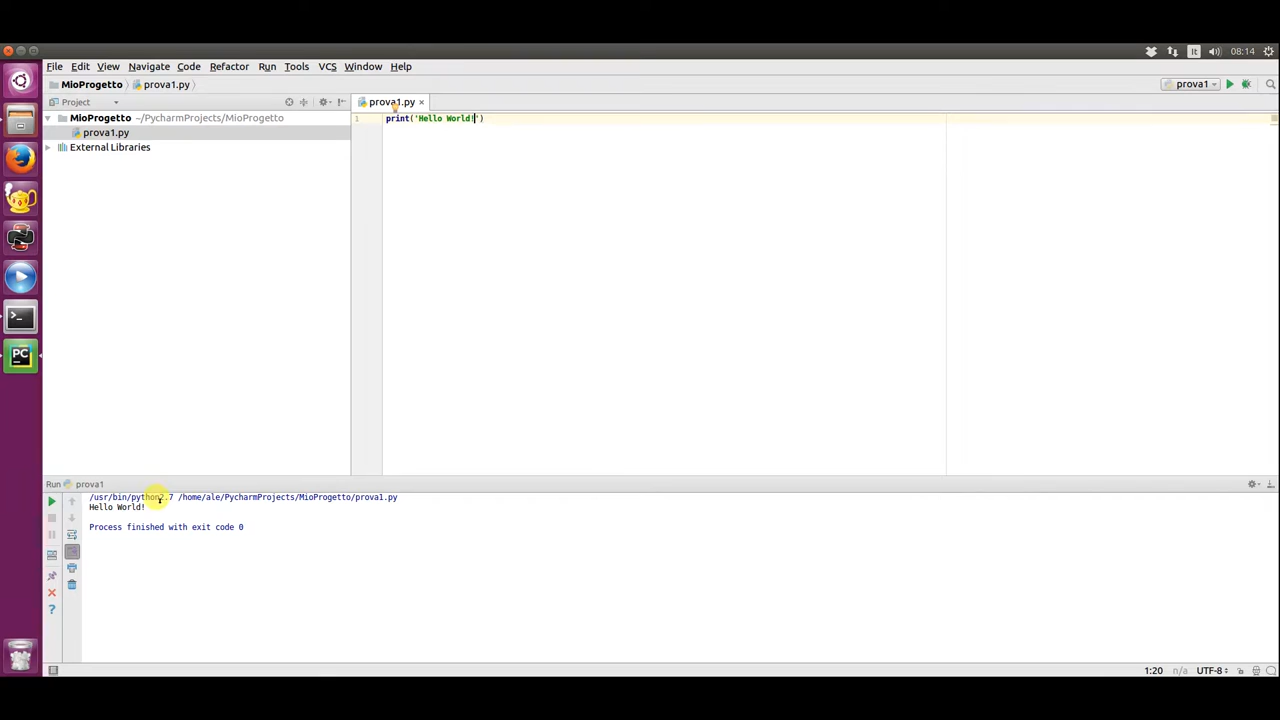 It 08:14
File Edit View Navigate Code Refactor Run Tools VCS Window Help
MioProgetto prova1.py prova1
Project prova1.py
MioProgetto ~/PycharmProjects/MioProgetto 1 print('Hello World!')
prova1.py
External Libraries
PC
Run prova1
/usr/bin/python2.7 /home/ale/PycharmProjects/MioProgetto/prova1.py
Hello World!
Process finished with exit code 0
1:20 n/a UTF-8